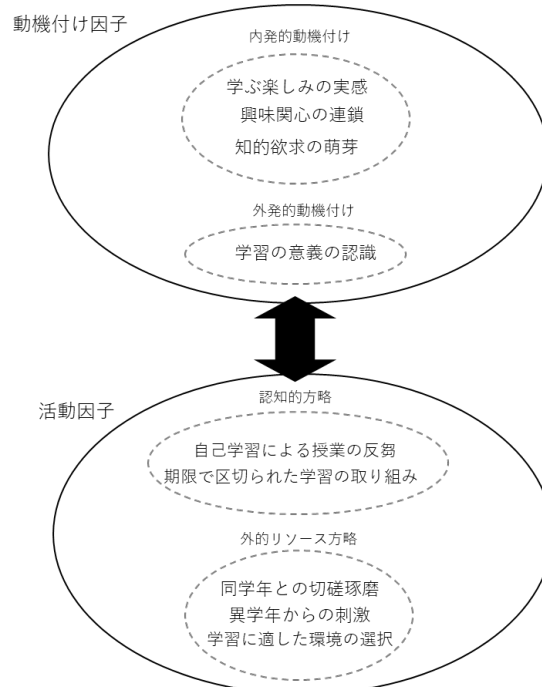 動機付け因子
内発的動機付け
学ぶ楽しみの実感
興味関心の連鎖
知的欲求の萌芽
外発的動機付け
学習の意義の認識
活動因子
認知的方略
自己学習による授業の反芻
期限で区切られた学習の取り組み
外的リソース方略
同学年との切磋琢磨
異学年からの刺激
学習に適した環境の選択